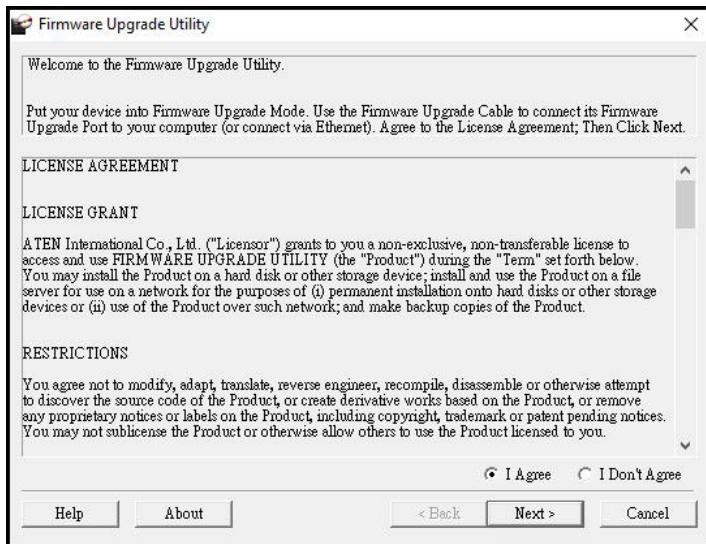 Firmware Upgrade Utility
Welcome to the Firmware Upgrade Utility.
Put your device into Firmware Upgrade Mode. Use the Firmware Upgrade Cable to connect its Firmware
Upgrade Port to your computer (or connect via Ethernet). Agree to the License Agreement; Then Click Next.
LICENSE AGREEMENT
LICENSE GRANT
ATEN International Co., Ltd. ("Licensor") grants to you a non-exclusive, non-transferable license to
access and use FIRMWARE UPGRADE UTILITY (the "Product") during the "Term" set forth below.
You may install the Product on a hard disk or other storage device; install and use the Product on a file
server for use on a network for the purposes of (i) permanent installation onto hard disks or other storage
devices or (ii) use of the Product over such network; and make backup copies of the Product.
RESTRICTIONS
You agree not to modify, adapt, translate, reverse engineer, recompile, disassemble or otherwise attempt
to discover the source code of the Product, or create derivative works based on the Product, or remove
any proprietary notices or labels on the Product, including copyright, trademark or patent pending notices.
You may not sublicense the Product or otherwise allow others to use the Product licensed to you.
I Agree I Don't Agree
Help About < Back Next > Cancel